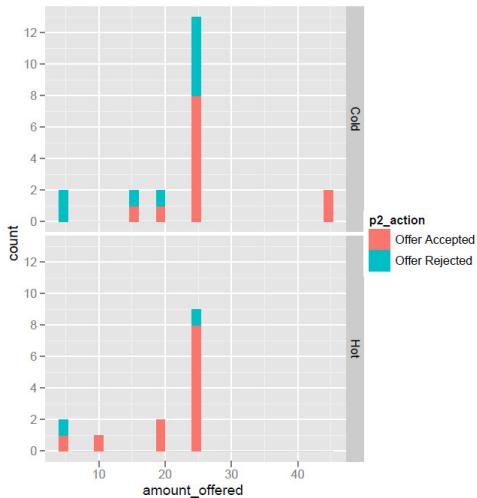 12
10
8
6
4
2
0
Cold
count
p2_action
Offer Accepted
Offer Rejected
12
10
8
6
4
2
0
Hot
10 20 30 40
amount_offered